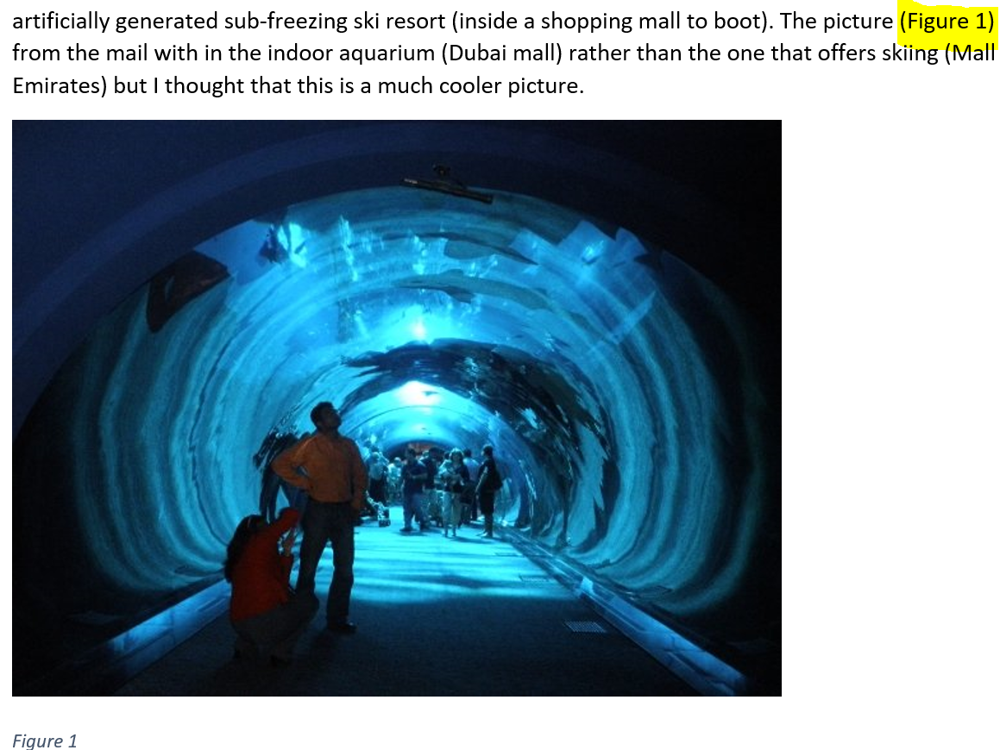 artificially generated sub-freezing ski resort (inside a shopping mall to boot). The picture (Figure 1)
from the mail with in the indoor aquarium (Dubai mall) rather than the one that offers skiing (Mall
Emirates) but I thought that this is a much cooler picture.
Figure 1